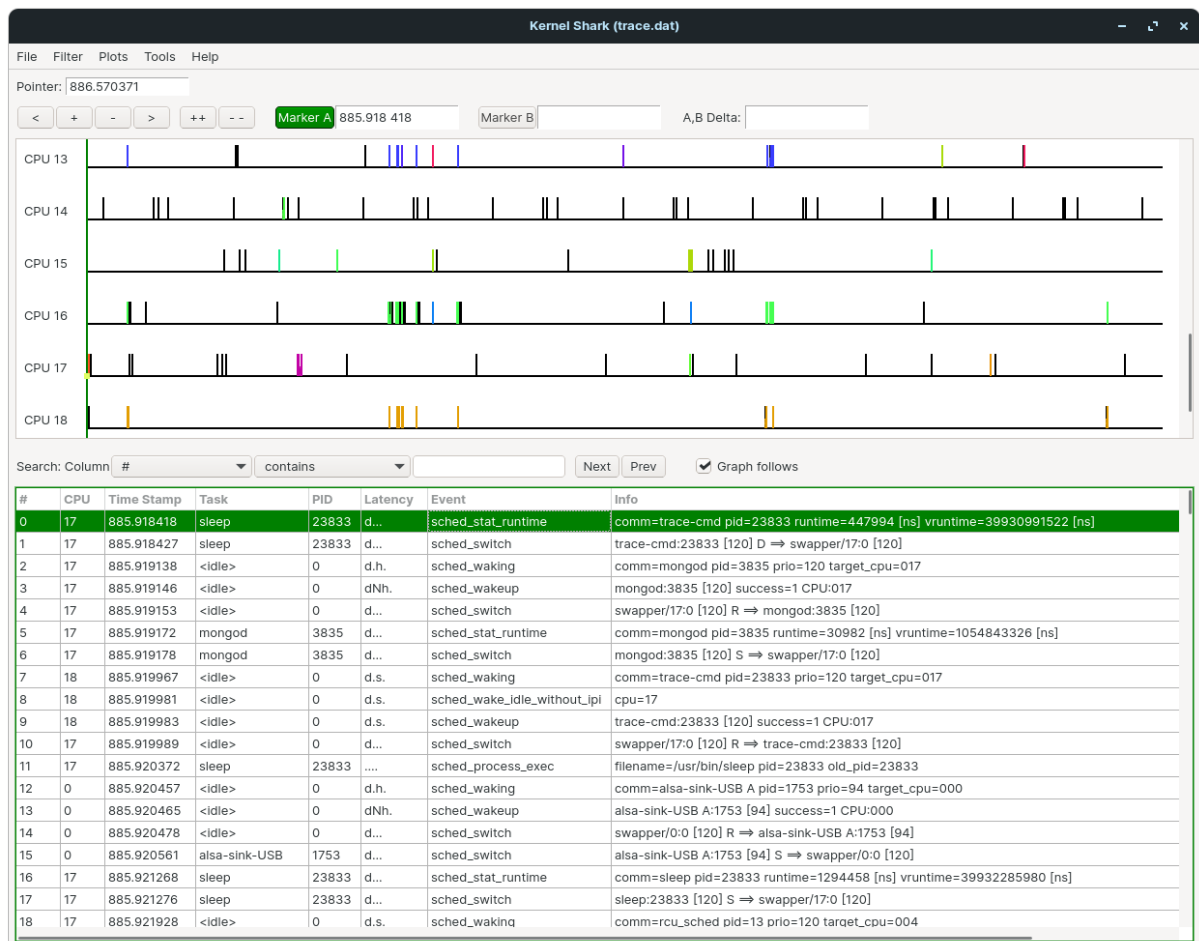 Kernel Shark (trace.dat)
File Filter Plots Tools Help
Pointer: 886.570371
< + - > ++ - - Marker A 885.918 418 Marker B A,B Delta:
CPU 13
CPU 14
CPU 15
CPU 16
CPU 17
CPU 18
Search: Column # contains Next Prev Graph follows
# CPU Time Stamp Task PID Latency Event Info
0 17 885.918418 sleep 23833 d... sched_stat_runtime comm=trace-cmd pid=23833 runtime=447994 [ns] vruntime=39930991522 [ns]
1 17 885.918427 sleep 23833 d... sched_switch trace-cmd:23833 [120] D ⟹ swapper/17:0 [120]
2 17 885.919138 <idle> 0 d.h. sched_waking comm=mongod pid=3835 prio=120 target_cpu=017
3 17 885.919146 <idle> 0 dNh. sched_wakeup mongod:3835 [120] success=1 CPU:017
4 17 885.919153 <idle> 0 d... sched_switch swapper/17:0 [120] R ⟹ mongod:3835 [120]
5 17 885.919172 mongod 3835 d... sched_stat_runtime comm=mongod pid=3835 runtime=30982 [ns] vruntime=1054843326 [ns]
6 17 885.919178 mongod 3835 d... sched_switch mongod:3835 [120] S ⟹ swapper/17:0 [120]
7 18 885.919967 <idle> 0 d.s. sched_waking comm=trace-cmd pid=23833 prio=120 target_cpu=017
8 18 885.919981 <idle> 0 d.s. sched_wake_idle_without_ipi cpu=17
9 18 885.919983 <idle> 0 d.s. sched_wakeup trace-cmd:23833 [120] success=1 CPU:017
10 17 885.919989 <idle> 0 d... sched_switch swapper/17:0 [120] R ⟹ trace-cmd:23833 [120]
11 17 885.920372 sleep 23833 .... sched_process_exec filename=/usr/bin/sleep pid=23833 old_pid=23833
12 0 885.920457 <idle> 0 d.h. sched_waking comm=alsa-sink-USB A pid=1753 prio=94 target_cpu=000
13 0 885.920465 <idle> 0 dNh. sched_wakeup alsa-sink-USB A:1753 [94] success=1 CPU:000
14 0 885.920478 <idle> 0 d... sched_switch swapper/0:0 [120] R ⟹ alsa-sink-USB A:1753 [94]
15 0 885.920561 alsa-sink-USB 1753 d... sched_switch alsa-sink-USB A:1753 [94] S ⟹ swapper/0:0 [120]
16 17 885.921268 sleep 23833 d... sched_stat_runtime comm=sleep pid=23833 runtime=1294458 [ns] vruntime=39932285980 [ns]
17 17 885.921276 sleep 23833 d... sched_switch sleep:23833 [120] S ⟹ swapper/17:0 [120]
18 17 885.921928 <idle> 0 d.s. sched_waking comm=rcu_sched pid=13 prio=120 target_cpu=004